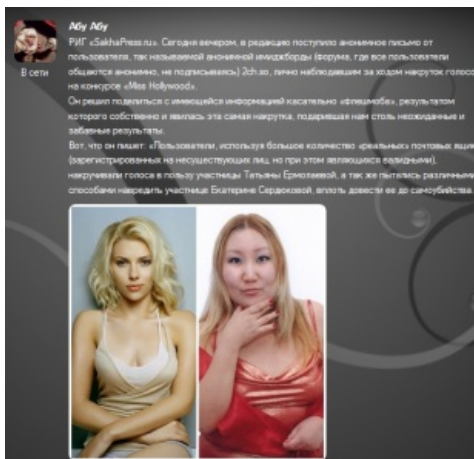 Абу Абу
РИГ «SakhaPress.ru». Сегодня вечером, в редакцию поступило анонимное письмо от
пользователя, так называемой анонимной имиджборды (форума, где все пользователи
В сети
общаются анонимно, не подписываясь) 2ch.so, лично наблюдавшим за ходом накруток голосо
на конкурсе «Miss Hollywood».
Он решил поделиться с имеющейся информацией касательно «флешмоба», результатом
которого собственно и явилась эта самая накрутка, подарившая нам столь неожиданные и
забавные результаты.
Вот, что он пишет: «Пользователи, используя большое количество «реальных» почтовых ящик
(зарегистрированных на несуществующих лиц, но при этом являющихся валидными),
накручивали голоса в пользу участницы Татьяны Ермолаевой, а так же пытались различными
способами навредить участнице Екатерине Сердюковой, вплоть довести ее до самоубийства.